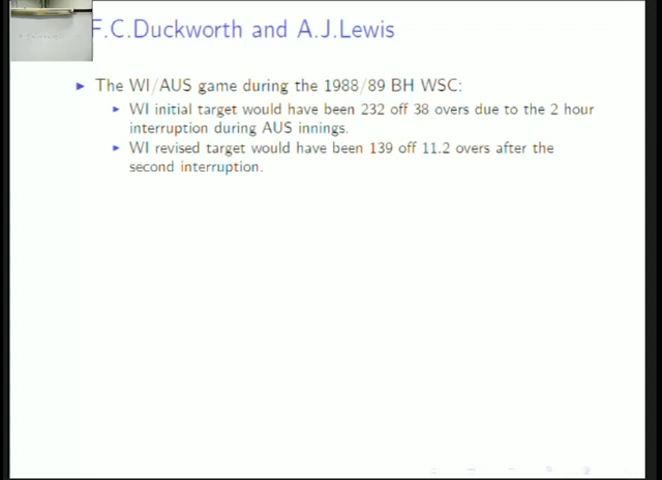 F.C.Duckworth and A.J.Lewis
The WI/AUS game during the 1988/89 BH WSC:
WI initial target would have been 232 off 38 overs due to the 2 hour
interruption during AUS innings.
WI revised target would have been 139 off 11.2 overs after the
second interruption.